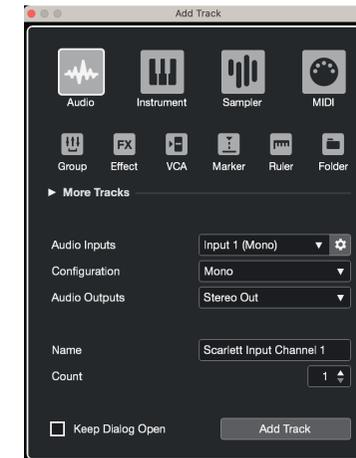 Add Track
Audio Instrument Sampler MIDI
FX
Group Effect VCA Marker Ruler Folder
More Tracks
Audio Inputs Input 1 (Mono)
Configuration Mono
Audio Outputs Stereo Out
Name Scarlett Input Channel 1
Count 1
Keep Dialog Open Add Track